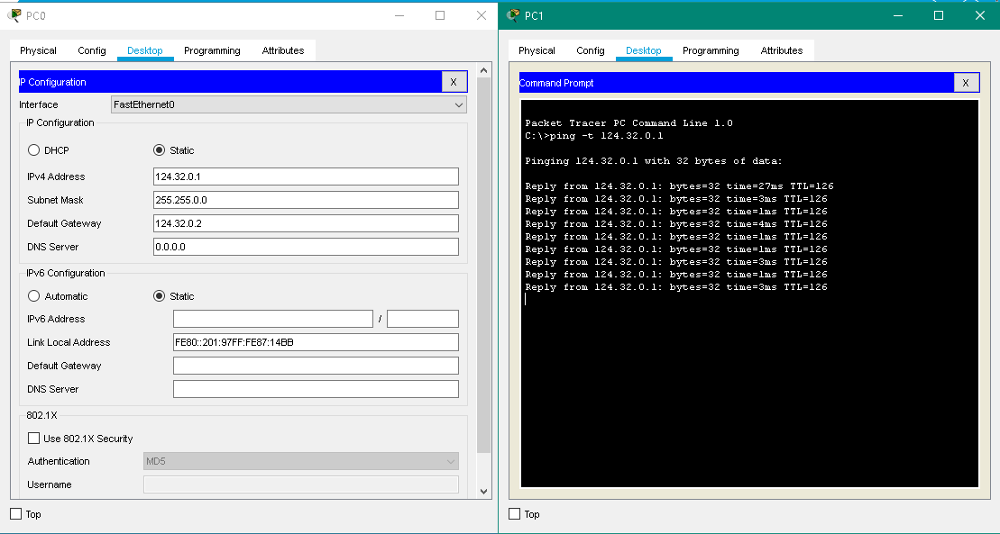 PC0
Physical Config Desktop Programming Attributes
IP Configuration X
Interface FastEthernet0
IP Configuration
DHCP Static
IPv4 Address 124.32.0.1
Subnet Mask 255.255.0.0
Default Gateway 124.32.0.2
DNS Server 0.0.0.0
IPv6 Configuration
Automatic Static
IPv6 Address /
Link Local Address FE80::201:97FF:FE87:14BB
Default Gateway
DNS Server
802.1X
Use 802.1X Security
Authentication MD5
Username
Top
PC1
Physical Config Desktop Programming Attributes
Command Prompt X
Packet Tracer PC Command Line 1.0
C:\>ping -t 124.32.0.1
Pinging 124.32.0.1 with 32 bytes of data:
Reply from 124.32.0.1: bytes=32 time=27ms TTL=126
Reply from 124.32.0.1: bytes=32 time=3ms TTL=126
Reply from 124.32.0.1: bytes=32 time=1ms TTL=126
Reply from 124.32.0.1: bytes=32 time=4ms TTL=126
Reply from 124.32.0.1: bytes=32 time=1ms TTL=126
Reply from 124.32.0.1: bytes=32 time=1ms TTL=126
Reply from 124.32.0.1: bytes=32 time=3ms TTL=126
Reply from 124.32.0.1: bytes=32 time=1ms TTL=126
Reply from 124.32.0.1: bytes=32 time=3ms TTL=126
Top